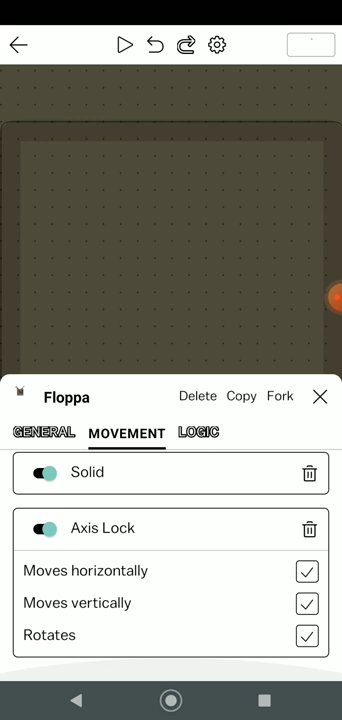 Floppa
Delete Copy Fork
GENERAL MOVEMENT LOGIC
Solid
Axis Lock
Moves horizontally
Moves vertically
Rotates